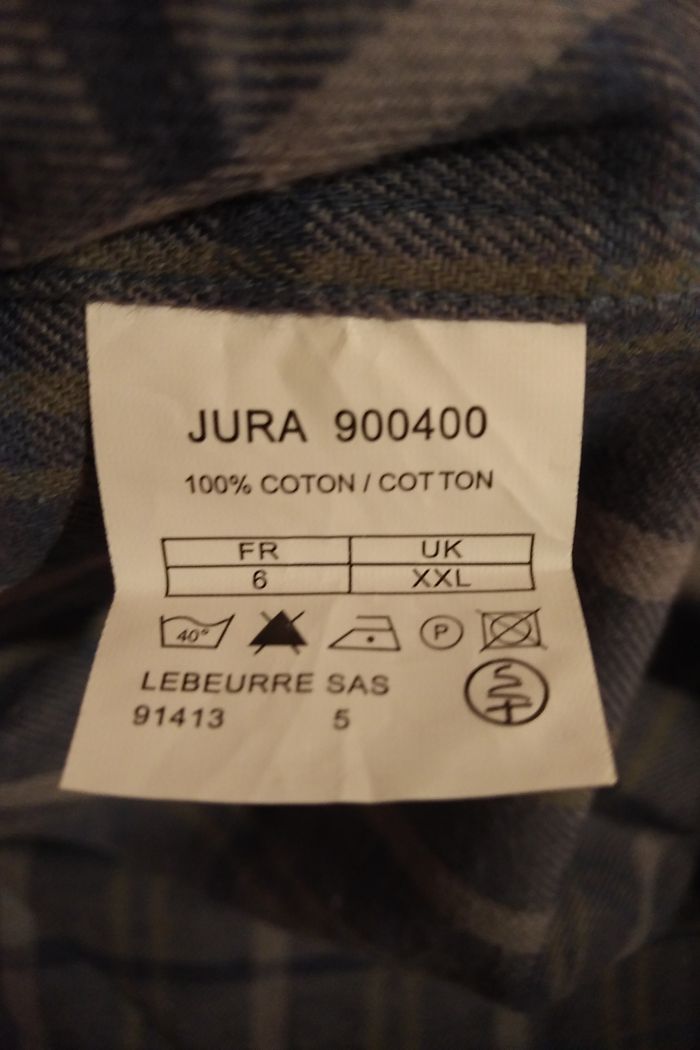 JURA 900400
100% COTON / COTTON
FR UK
6 XXL
40° P
LEBEURRE SAS
91413 5